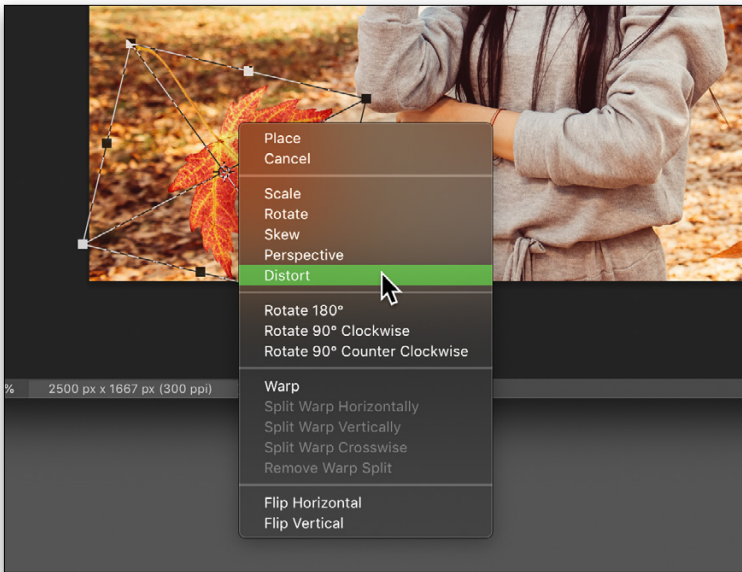 Place
Cancel
Scale
Rotate
Skew
Perspective
Distort
Rotate 180°
Rotate 90° Clockwise
Rotate 90° Counter Clockwise
% 2500 px x 1667 px (300 ppi)
Warp
Split Warp Horizontally
Split Warp Vertically
Split Warp Crosswise
Remove Warp Split
Flip Horizontal
Flip Vertical